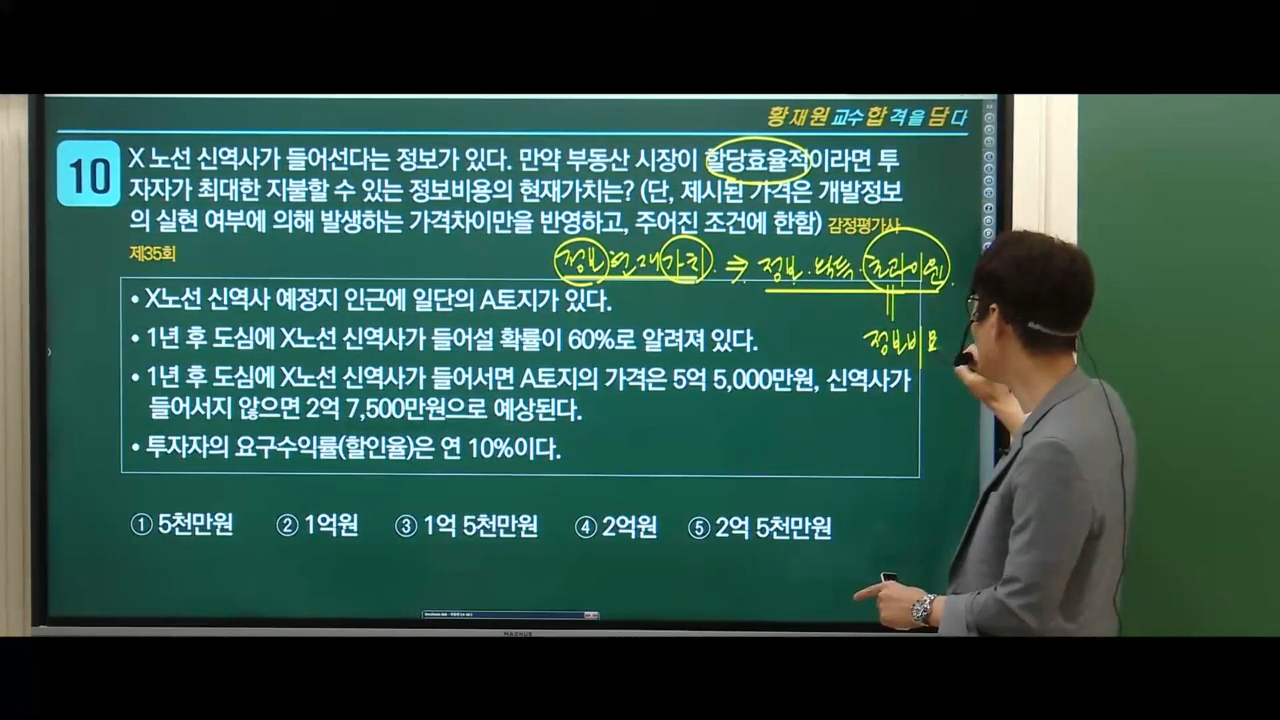 황재원 교수 합격을 담다
10
X 노선 신역사가 들어선다는 정보가 있다. 만약 부동산 시장이 할당효율적이라면 투
자자가 최대한 지불할 수 있는 정보비용의 현재가치는? (단, 제시된 가격은 개발정보
의 실현 여부에 의해 발생하는 가격차이만을 반영하고, 주어진 조건에 한함) 감정평가사
제35회
정보 현재가치 ⇒ 정보 초과이윤
정보비용
• X노선 신역사 예정지 인근에 일단의 A토지가 있다.
• 1년 후 도심에 X노선 신역사가 들어설 확률이 60%로 알려져 있다.
• 1년 후 도심에 X노선 신역사가 들어서면 A토지의 가격은 5억 5,000만원, 신역사가
들어서지 않으면 2억 7,500만원으로 예상된다.
• 투자자의 요구수익률(할인율)은 연 10%이다.
① 5천만원 ② 1억원 ③ 1억 5천만원 ④ 2억원 ⑤ 2억 5천만원
MAXHUB